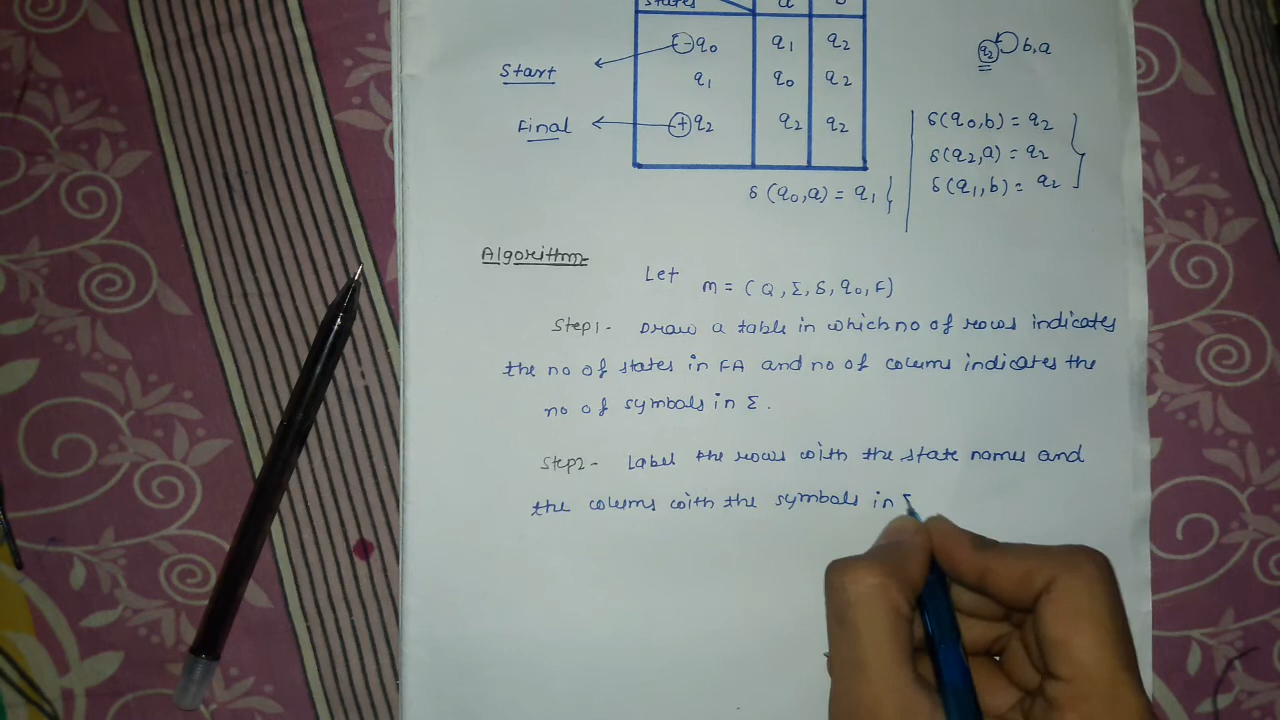 states a
q0 q1 q2
Start
q1 q0 q2
Final
+ q2 q2 q2
q2 b,a
δ(q0,b) = q2
δ(q2,a) = q2
δ(q1,b) = q2
δ(q0,a) = q1
Algorithm
Let m = (Q, Σ, δ, q0, F)
Step1- Draw a table in which no of rows indicates
the no of states in FA and no of colums indicates the
no of symbols in Σ.
Step2- Label the rows with the state names and
the colums with the symbols in Σ